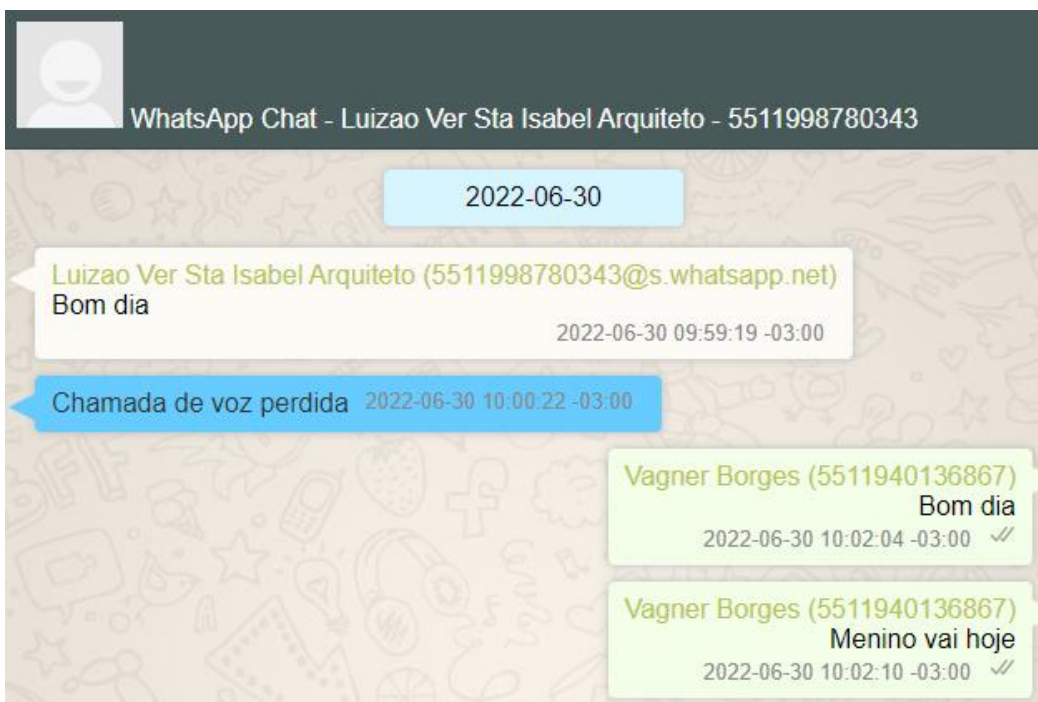 WhatsApp Chat - Luizao Ver Sta Isabel Arquiteto - 5511998780343
2022-06-30
Luizao Ver Sta Isabel Arquiteto (5511998780343@s.whatsapp.net)
Bom dia
2022-06-30 09:59:19 -03:00
Chamada de voz perdida 2022-06-30 10:00:22 -03:00
Vagner Borges (5511940136867)
Bom dia
2022-06-30 10:02:04 -03:00
Vagner Borges (5511940136867)
Menino vai hoje
2022-06-30 10:02:10 -03:00